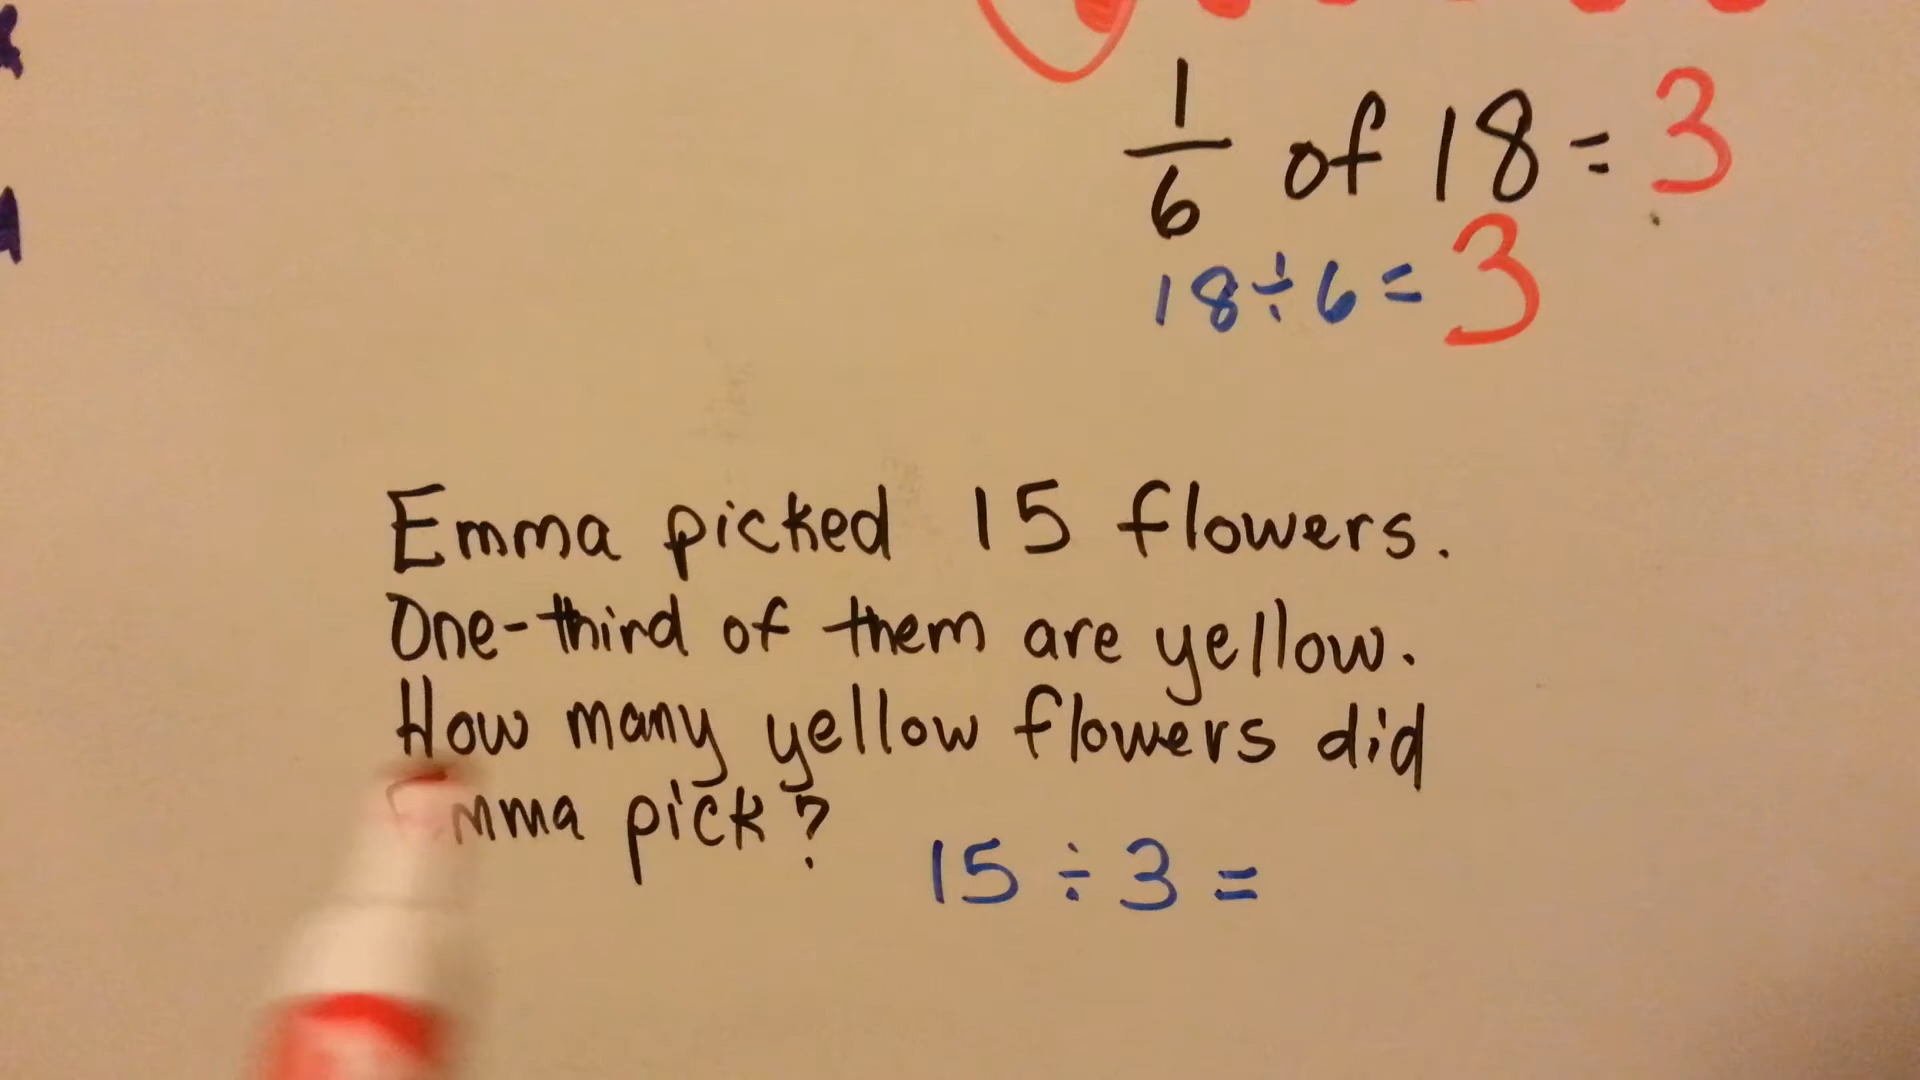 1/6 of 18 = 3
18 ÷ 6 = 3
Emma picked 15 flowers.
One-third of them are yellow.
How many yellow flowers did
Emma pick?
15 ÷ 3 =